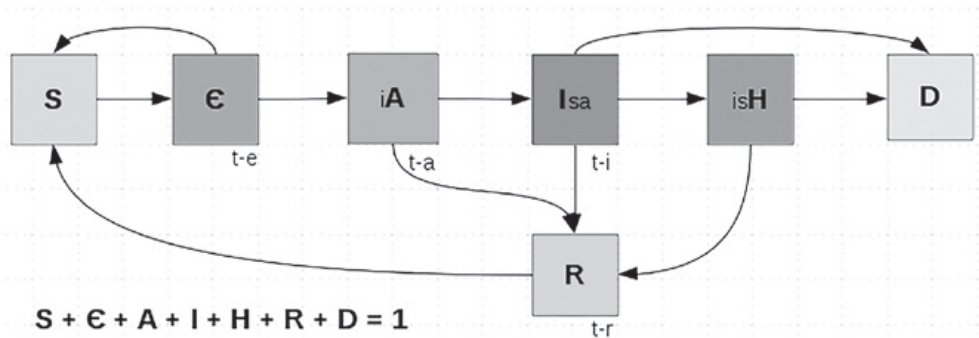 S Є iA Isa isH D
t-e t-a t-i
R
S + Є + A + I + H + R + D = 1
t-r